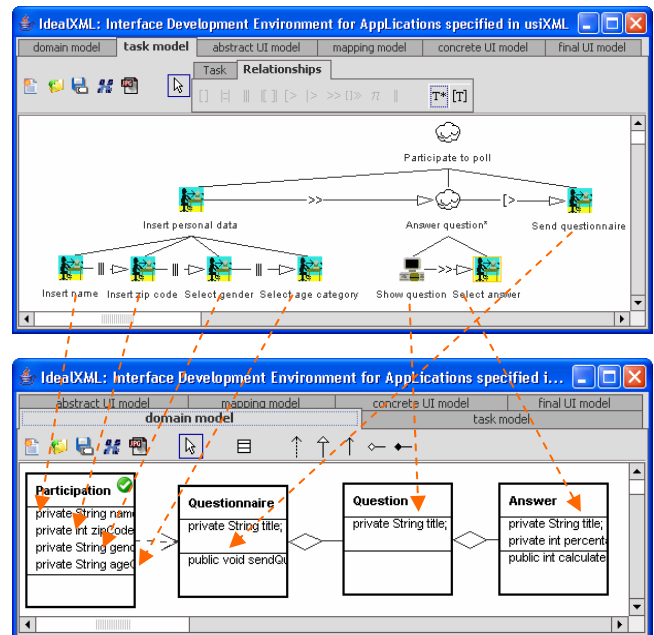 IdealXML: Interface Development Environment for AppLications specified in usiXML
domain model task model abstract UI model mapping model concrete UI model final UI model
Task Relationships
[] |=| ||| |[]| [> |> >> []>> π || T* [T]
Participate to poll
>> [>
Insert personal data Answer question* Send questionnaire
||| ||| ||| >>
Insert name Insert zip code Select gender Select age category Show question Select answer
IdealXML: Interface Development Environment for AppLications specified i...
abstract UI model mapping model concrete UI model final UI model
domain model task model
Participation
private String name
private int zipCode
private String gend
private String age
Questionnaire
private String title;
public void sendQu
Question
private String title;
Answer
private String title;
private int percenta
public int calculate